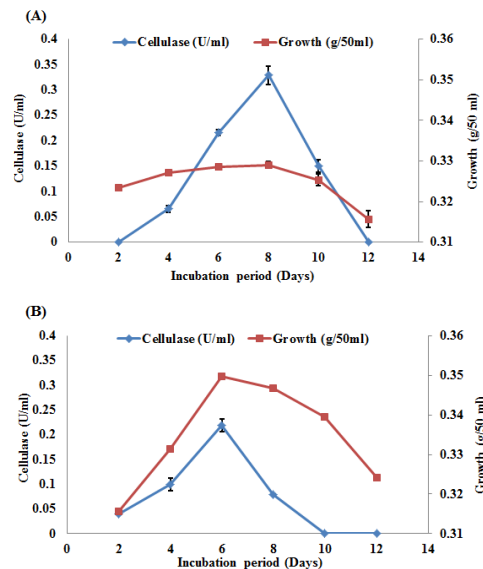 (A)
Cellulase (U/ml) Growth (g/50ml)
Cellulase (U/ml)
0.4
0.35
0.3
0.25
0.2
0.15
0.1
0.05
0
0.36
0.35
0.34
0.33
0.32
0.31
Growth (g/50 ml)
0 2 4 6 8 10 12 14
Incubation period (Days)
(B)
Cellulase (U/ml) Growth (g/50ml)
Cellulase (U/ml)
0.4
0.35
0.3
0.25
0.2
0.15
0.1
0.05
0
0.36
0.35
0.34
0.33
0.32
0.31
Growth (g/50 ml)
0 2 4 6 8 10 12 14
Incubation period (Days)